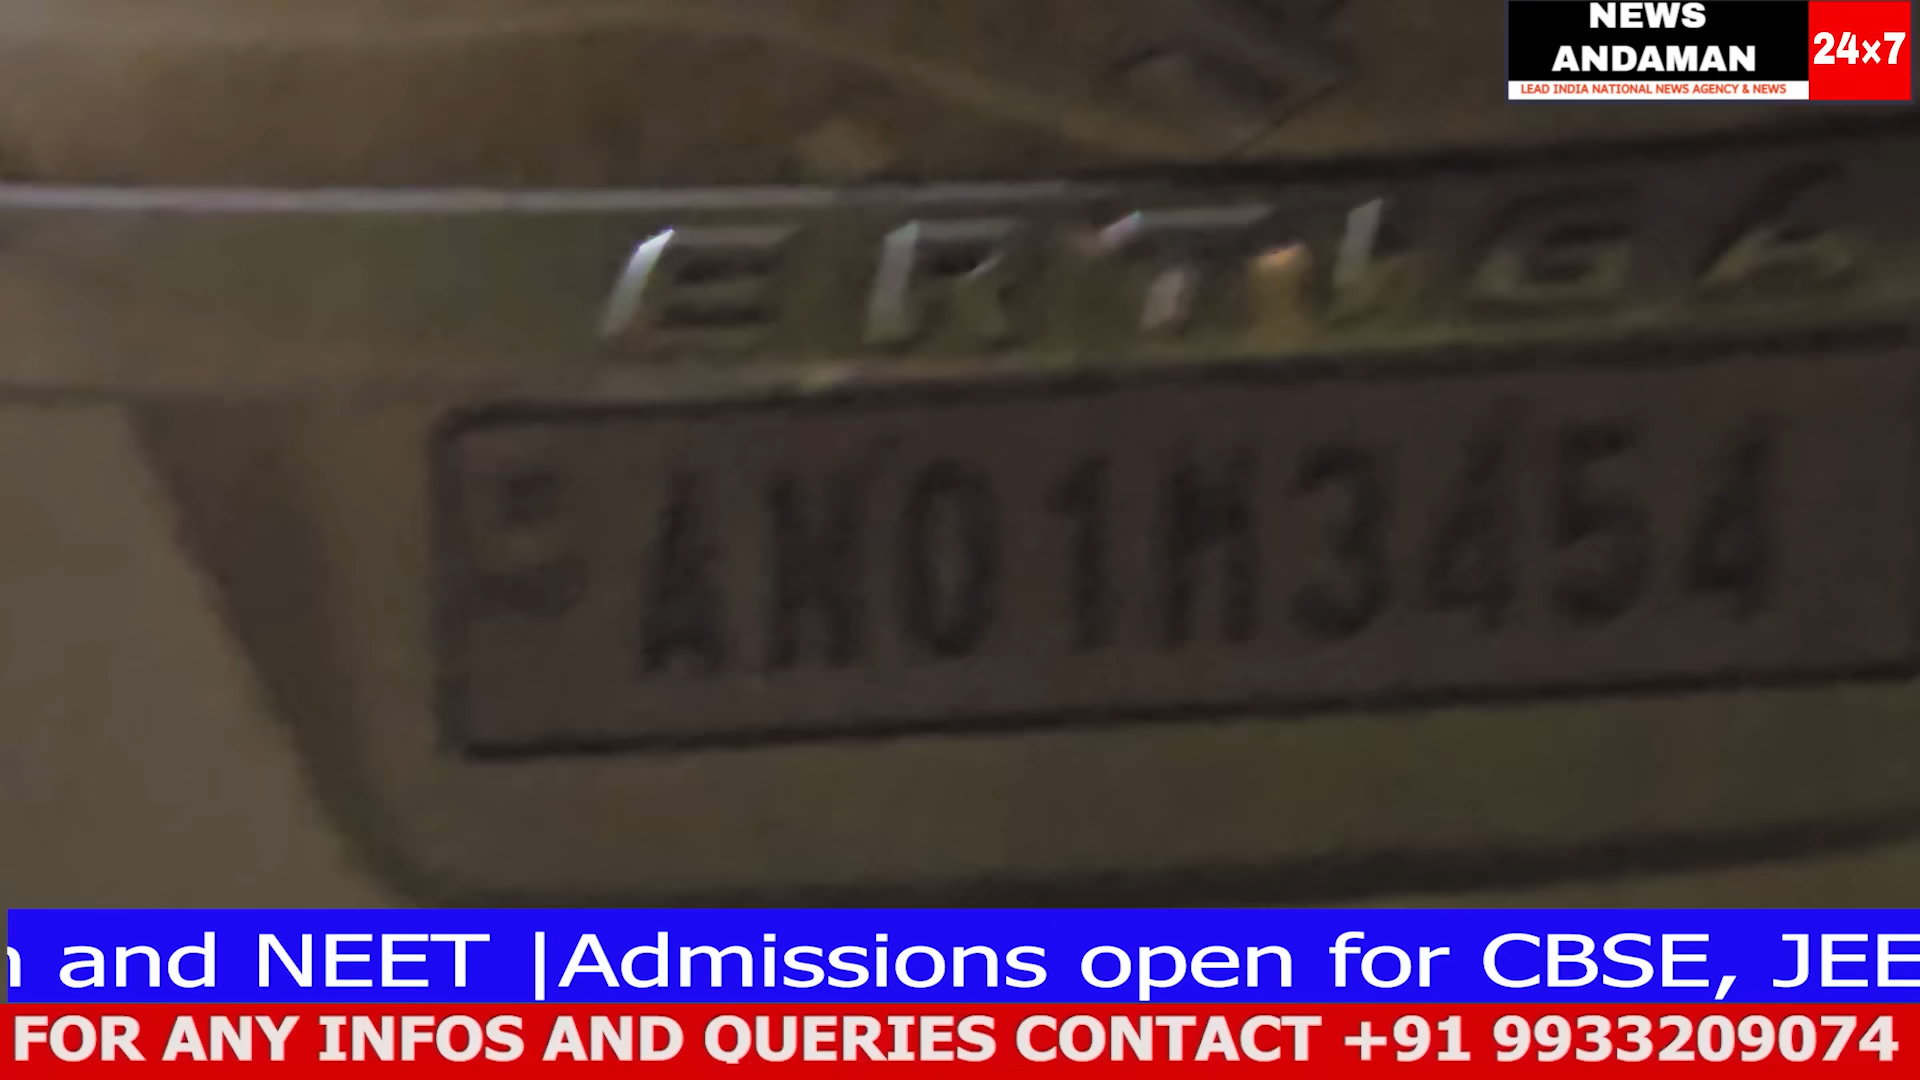 NEWS
ANDAMAN
24x7
LEAD INDIA NATIONAL NEWS AGENCY & NEWS
ERTIGA
AN01M3454
and NEET |Admissions open for CBSE, JEE
FOR ANY INFOS AND QUERIES CONTACT +91 9933209074